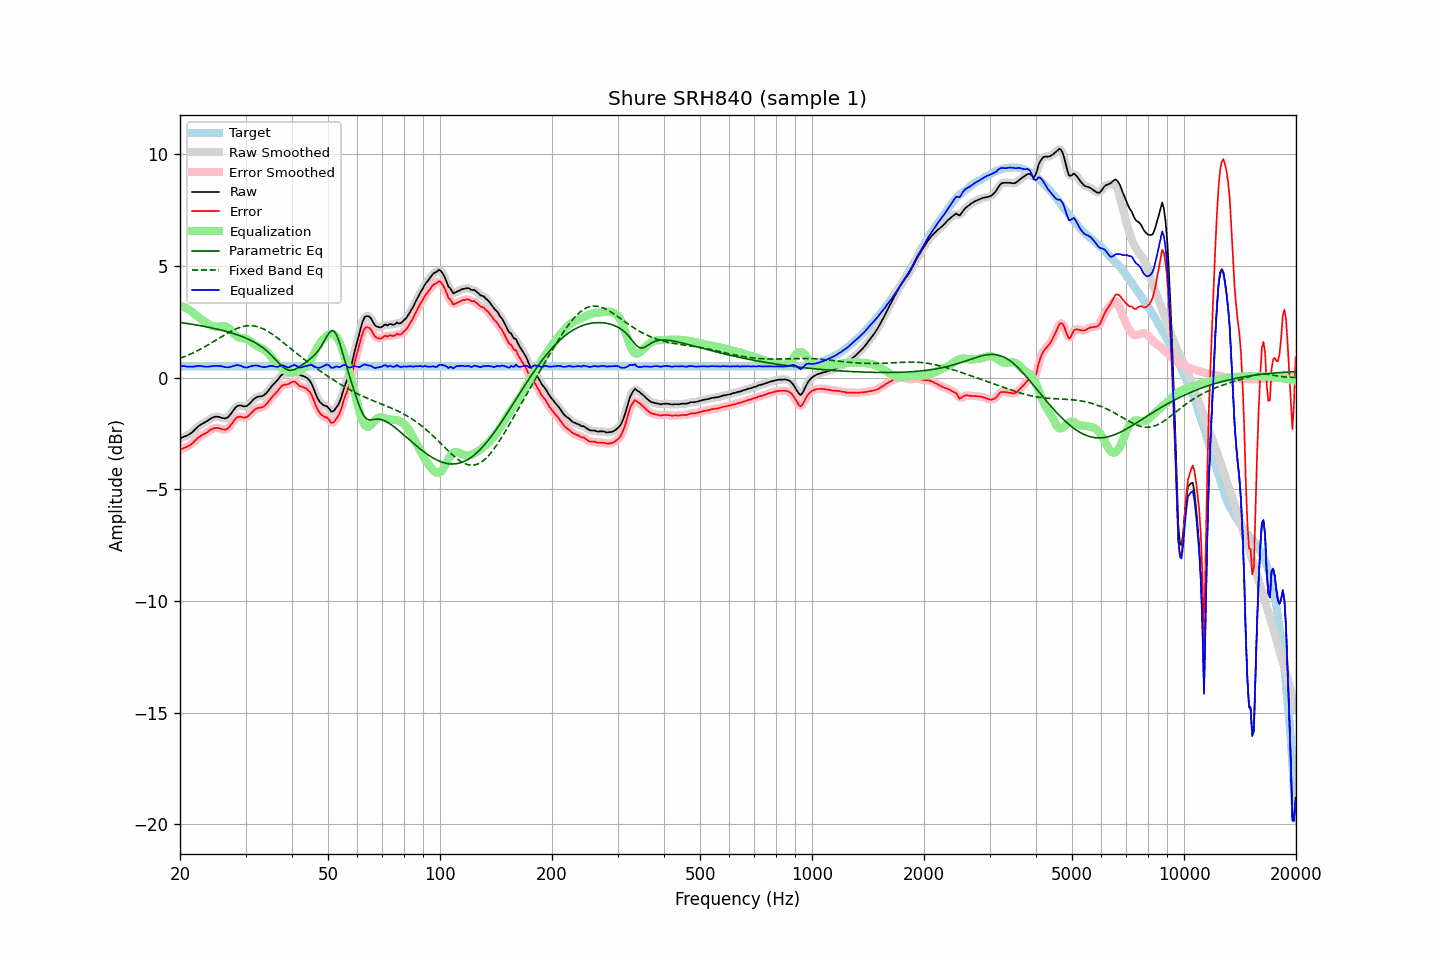 Shure SRH840 (sample 1)
Target
Raw Smoothed
Error Smoothed
Raw
Error
Equalization
Parametric Eq
Fixed Band Eq
Equalized
Amplitude (dBr)
10
5
0
−5
−10
−15
−20
20 50 100 200 500 1000 2000 5000 10000 20000
Frequency (Hz)